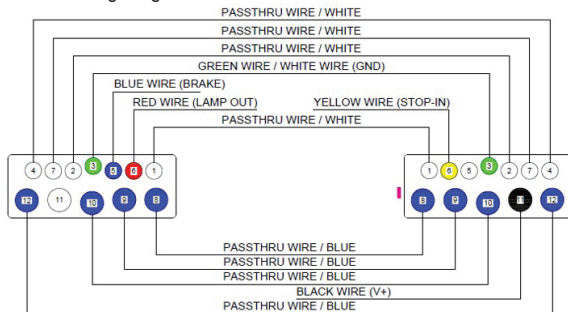 PASSTHRU WIRE / WHITE
PASSTHRU WIRE / WHITE
PASSTHRU WIRE / WHITE
GREEN WIRE / WHITE WIRE (GND)
BLUE WIRE (BRAKE)
RED WIRE (LAMP OUT) YELLOW WIRE (STOP-IN)
PASSTHRU WIRE / WHITE
4 7 2 3 5 6 1 1 6 5 3 2 7 4
12 11 10 9 8 8 9 10 11 12
PASSTHRU WIRE / BLUE
PASSTHRU WIRE / BLUE
PASSTHRU WIRE / BLUE
BLACK WIRE (V+)
PASSTHRU WIRE / BLUE